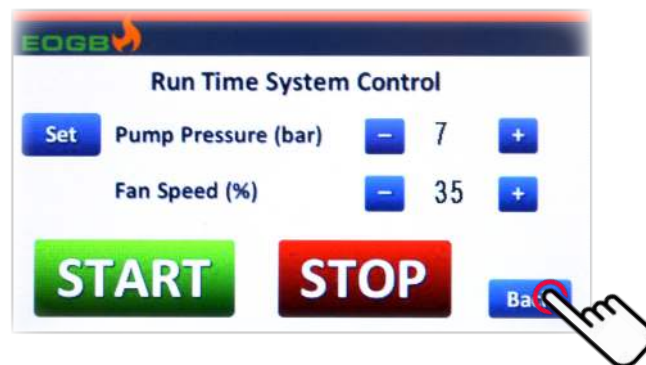 EOGB
Run Time System Control
Set Pump Pressure (bar) − 7 +
Fan Speed (%) − 35 +
START STOP